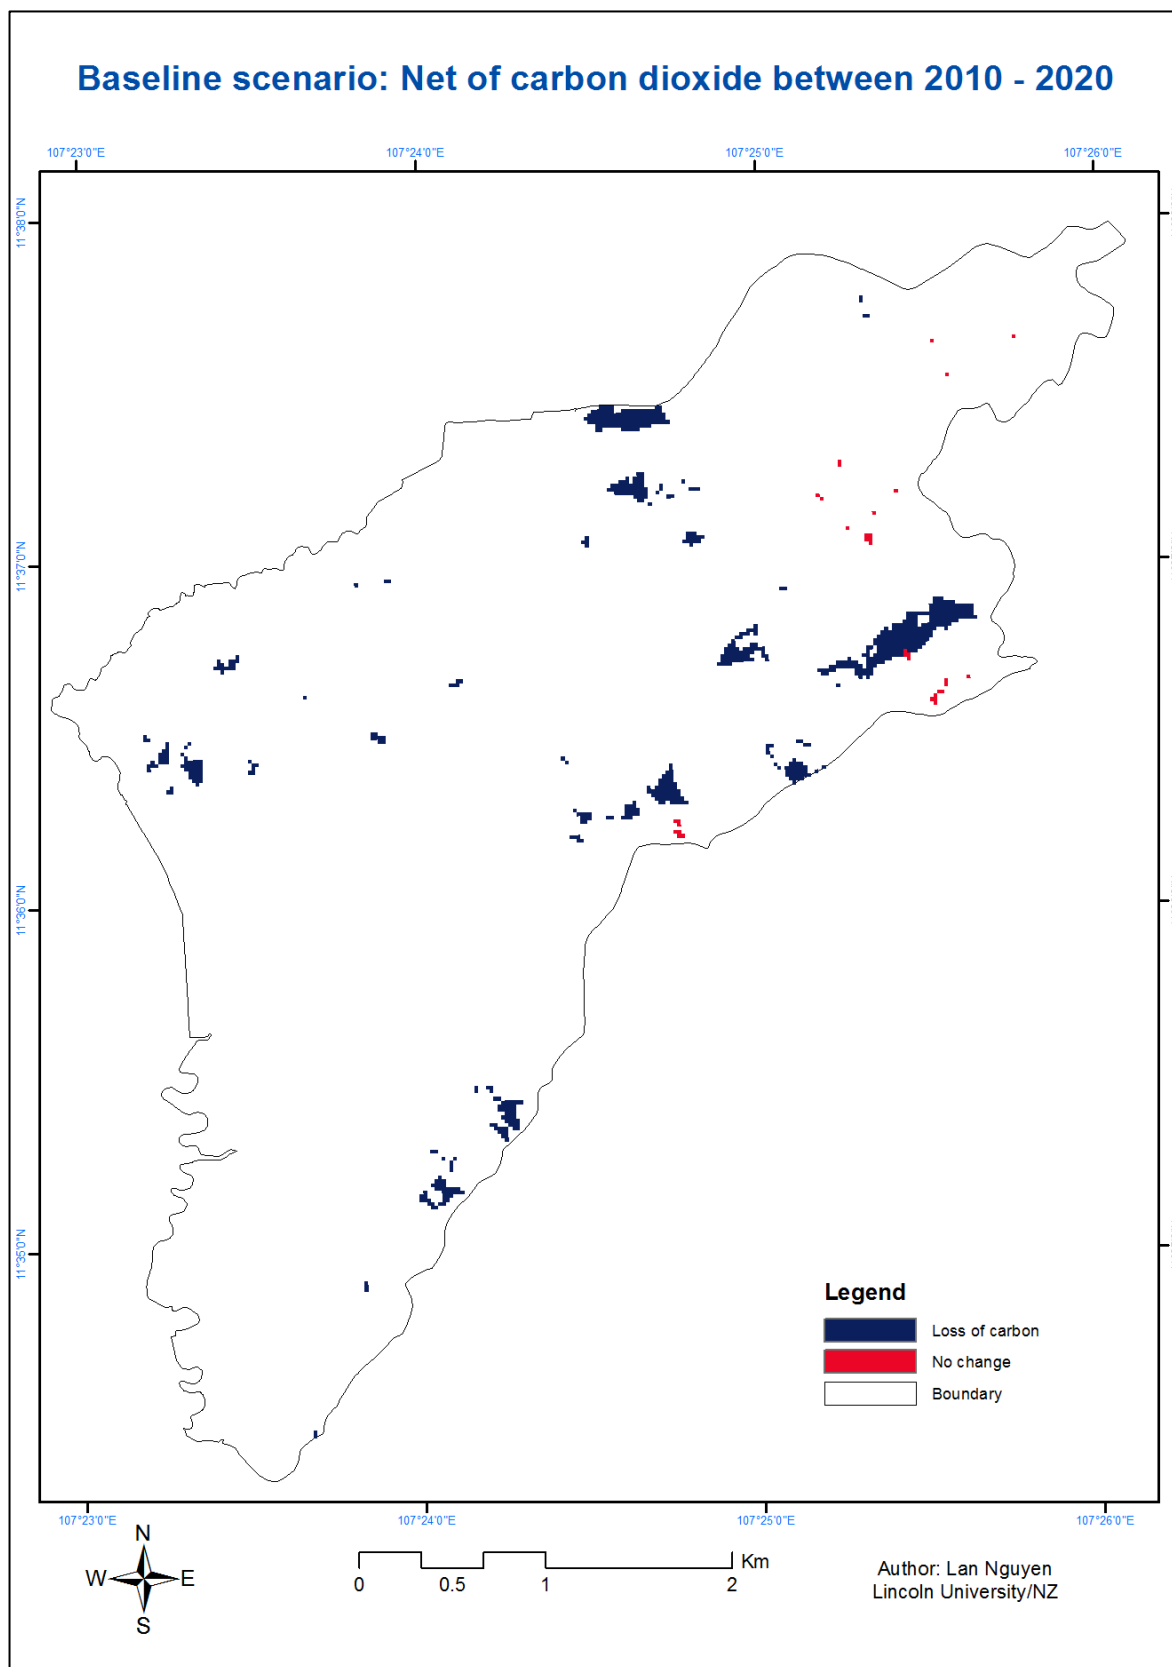 Baseline scenario: Net of carbon dioxide between 2010 - 2020
107°23'0"E 107°24'0"E 107°25'0"E 107°26'0"E
11°38'0"N
11°37'0"N
11°36'0"N
11°35'0"N
Legend
Loss of carbon
No change
Boundary
107°23'0"E 107°24'0"E 107°25'0"E 107°26'0"E
N
W E
S
Km
0 0.5 1 2
Author: Lan Nguyen
Lincoln University/NZ